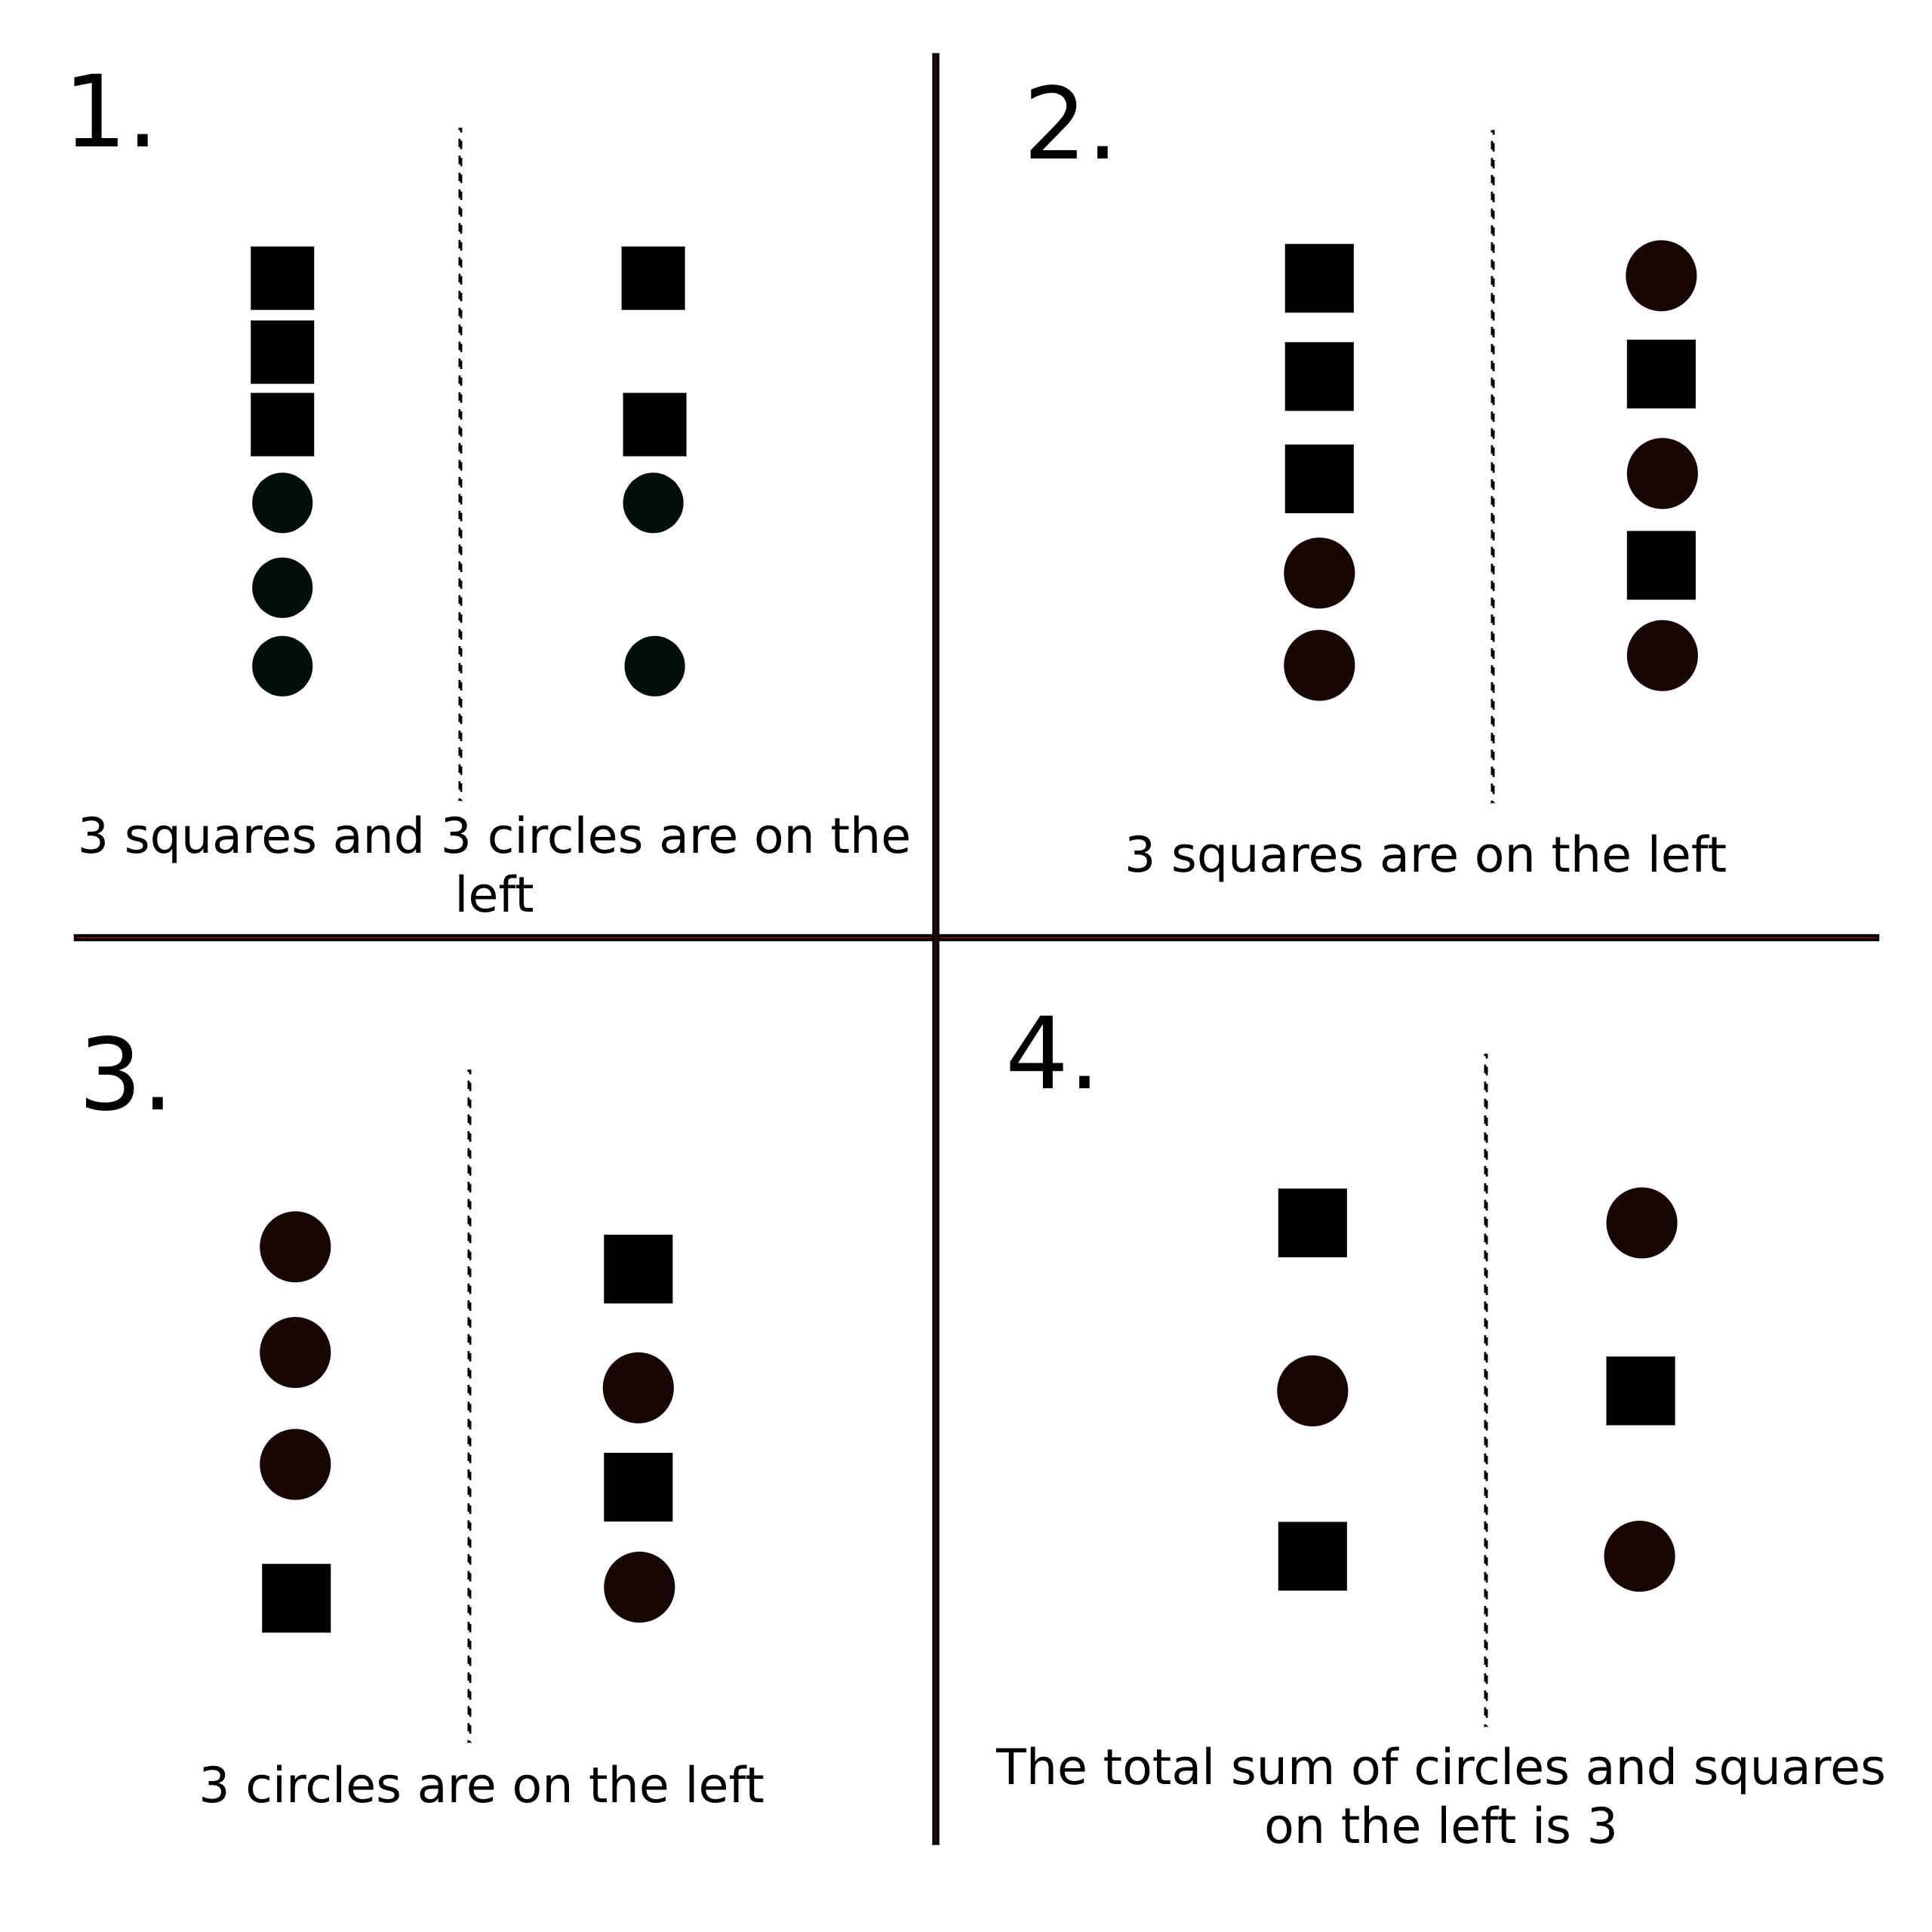 1.
3 squares and 3 circles are on the
left
2.
3 squares are on the left
3.
3 circles are on the left
4.
The total sum of circles and squares
on the left is 3